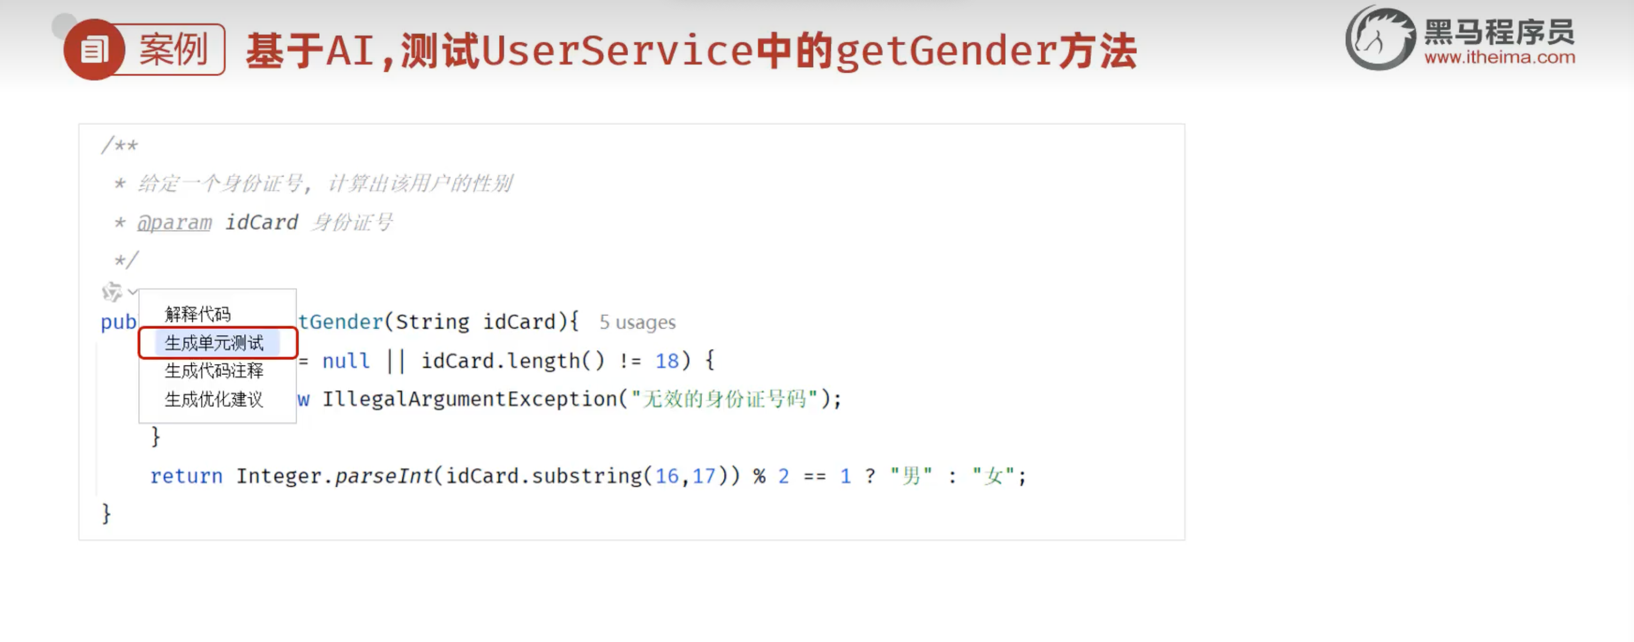 案例 基于AI,测试UserService中的getGender方法
黑马程序员
www.itheima.com
/**
* 给定一个身份证号, 计算出该用户的性别
* @param idCard 身份证号
*/
解释代码
pub tGender(String idCard){ 5 usages
生成单元测试
= null || idCard.length() != 18) {
生成代码注释
生成优化建议
w IllegalArgumentException("无效的身份证号码");
}
return Integer.parseInt(idCard.substring(16,17)) % 2 == 1 ? "男" : "女";
}